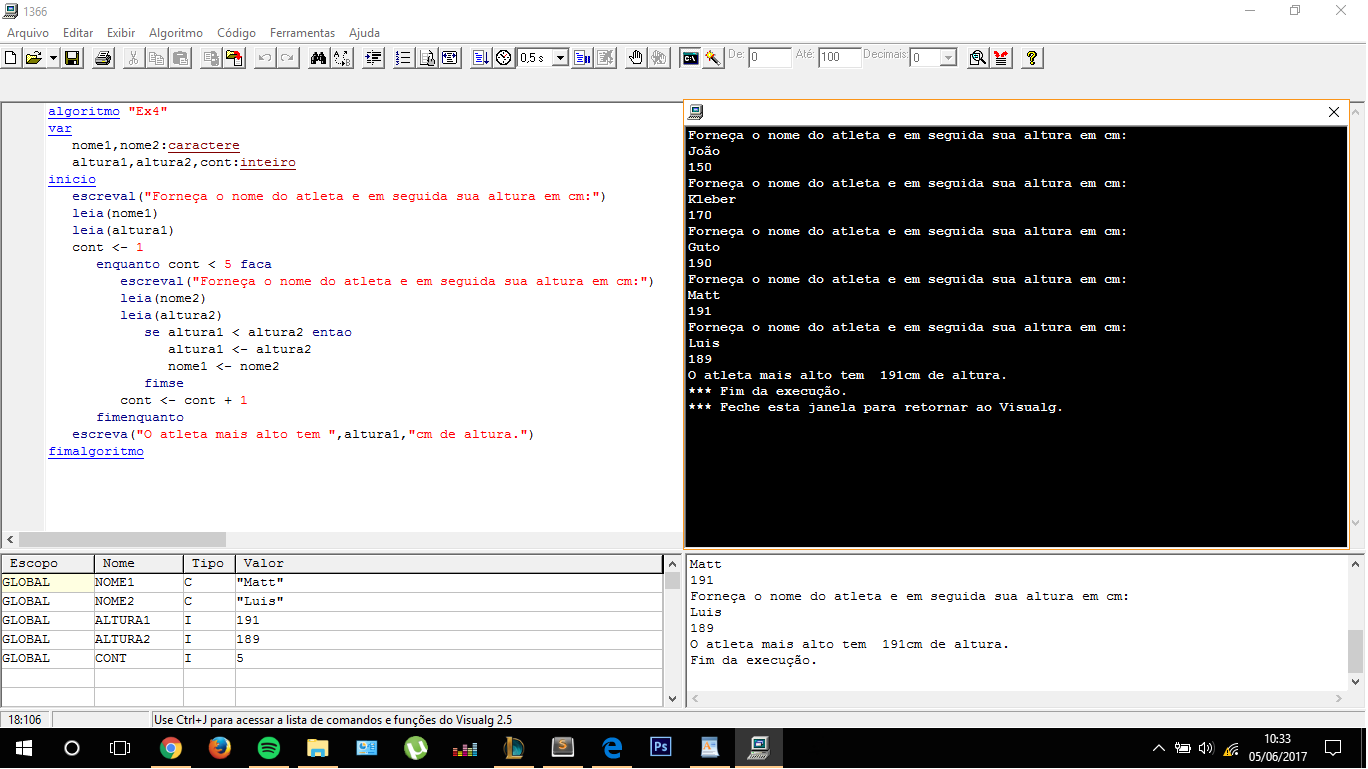 1366
Arquivo Editar Exibir Algoritmo Código Ferramentas Ajuda
0,5 s De: 0 Até: 100 Decimais: 0
algoritmo "Ex4"
var
nome1,nome2:caractere
altura1,altura2,cont:inteiro
inicio
escreval("Forneça o nome do atleta e em seguida sua altura em cm:")
leia(nome1)
leia(altura1)
cont <- 1
enquanto cont < 5 faca
escreval("Forneça o nome do atleta e em seguida sua altura em cm:")
leia(nome2)
leia(altura2)
se altura1 < altura2 entao
altura1 <- altura2
nome1 <- nome2
fimse
cont <- cont + 1
fimenquanto
escreva("O atleta mais alto tem ",altura1,"cm de altura.")
fimalgoritmo
Forneça o nome do atleta e em seguida sua altura em cm:
João
150
Forneça o nome do atleta e em seguida sua altura em cm:
Kleber
170
Forneça o nome do atleta e em seguida sua altura em cm:
Guto
190
Forneça o nome do atleta e em seguida sua altura em cm:
Matt
191
Forneça o nome do atleta e em seguida sua altura em cm:
Luis
189
O atleta mais alto tem  191cm de altura.
*** Fim da execução.
*** Feche esta janela para retornar ao Visualg.
Escopo Nome Tipo Valor
GLOBAL NOME1 C "Matt"
GLOBAL NOME2 C "Luis"
GLOBAL ALTURA1 I 191
GLOBAL ALTURA2 I 189
GLOBAL CONT I 5
Matt
191
Forneça o nome do atleta e em seguida sua altura em cm:
Luis
189
O atleta mais alto tem  191cm de altura.
Fim da execução.
18:106 Use Ctrl+J para acessar a lista de comandos e funções do Visualg 2.5
10:33
05/06/2017